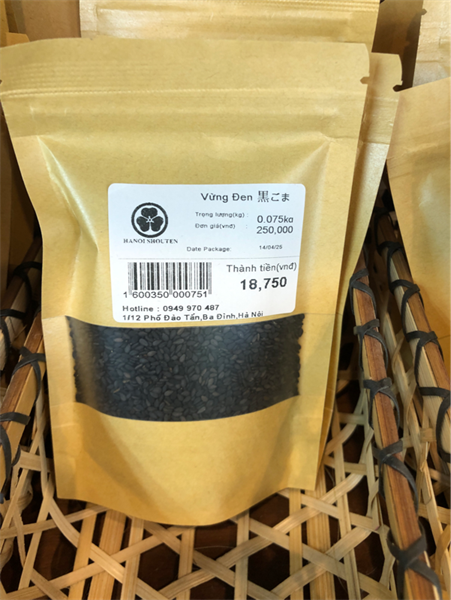 Vừng Đen 黒ごま
Trọng lượng(kg) : 0.075kg
Đơn giá(vnđ) 250,000
Date Package: 14/04/25
HANOI SHOUTEN
Thành tiền(vnđ)
18,750
1 600350 000751
Hotline : 0949 970 487
1/12 Phố Đào Tấn,Ba Đình,Hà Nội